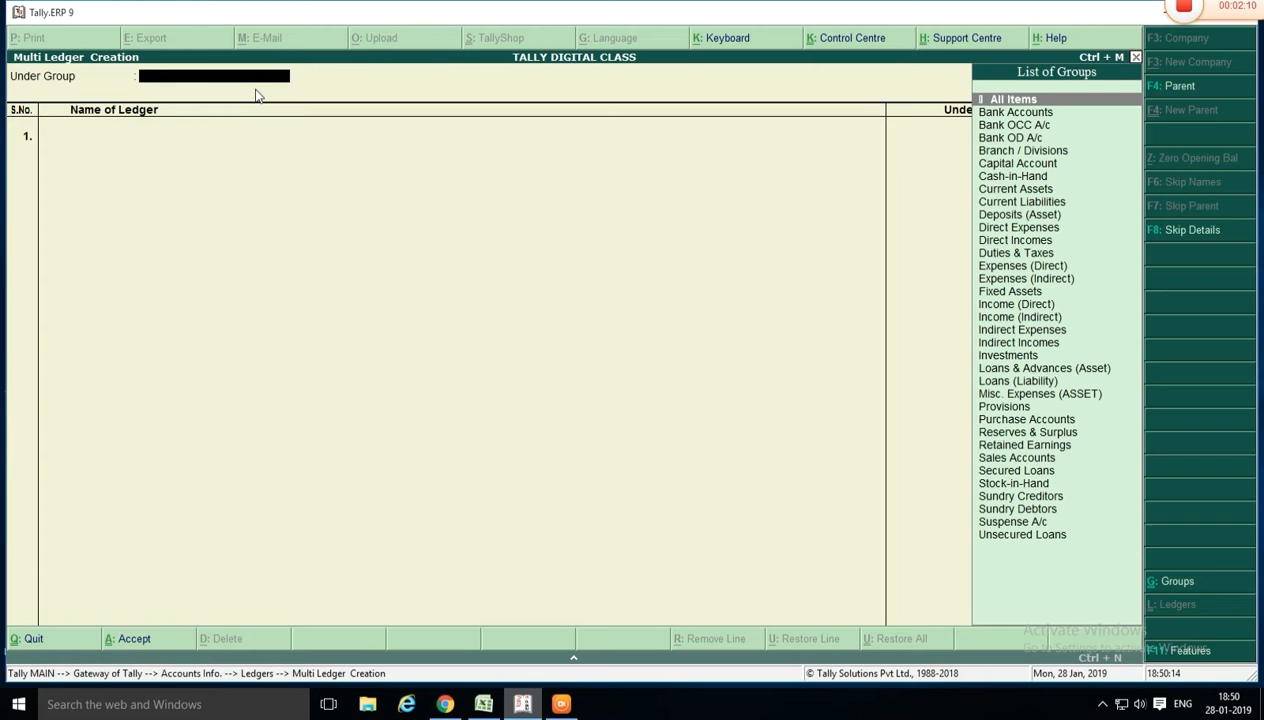 Tally.ERP 9
00:02:10
P: Print
E: Export
M: E-Mail
O: Upload
S: TallyShop
G: Language
K: Keyboard
K: Control Centre
H: Support Centre
H: Help
F3: Company
Multi Ledger Creation
TALLY DIGITAL CLASS
Ctrl + M
F3: New Company
Under Group :
List of Groups
F4: Parent
All Items
S.No.
Name of Ledger
Unde
F4: New Parent
1.
Bank Accounts
Bank OCC A/c
Bank OD A/c
Branch / Divisions
Capital Account
Cash-in-Hand
Current Assets
Current Liabilities
Deposits (Asset)
Direct Expenses
Direct Incomes
Duties & Taxes
Expenses (Direct)
Expenses (Indirect)
Fixed Assets
Income (Direct)
Income (Indirect)
Indirect Expenses
Indirect Incomes
Investments
Loans & Advances (Asset)
Loans (Liability)
Misc. Expenses (ASSET)
Provisions
Purchase Accounts
Reserves & Surplus
Retained Earnings
Sales Accounts
Secured Loans
Stock-in-Hand
Sundry Creditors
Sundry Debtors
Suspense A/c
Unsecured Loans
Z: Zero Opening Bal
F6: Skip Names
F7: Skip Parent
F8: Skip Details
G: Groups
L: Ledgers
Q: Quit
A: Accept
D: Delete
R: Remove Line
U: Restore Line
U: Restore All
Activate Windows
Go to Settings to activate Windows.
F11: Features
Ctrl + N
Tally MAIN --> Gateway of Tally --> Accounts Info. --> Ledgers --> Multi Ledger Creation
© Tally Solutions Pvt Ltd., 1988-2018
Mon, 28 Jan, 2019
18:50:14
Search the web and Windows
ENG
18:50
28-01-2019